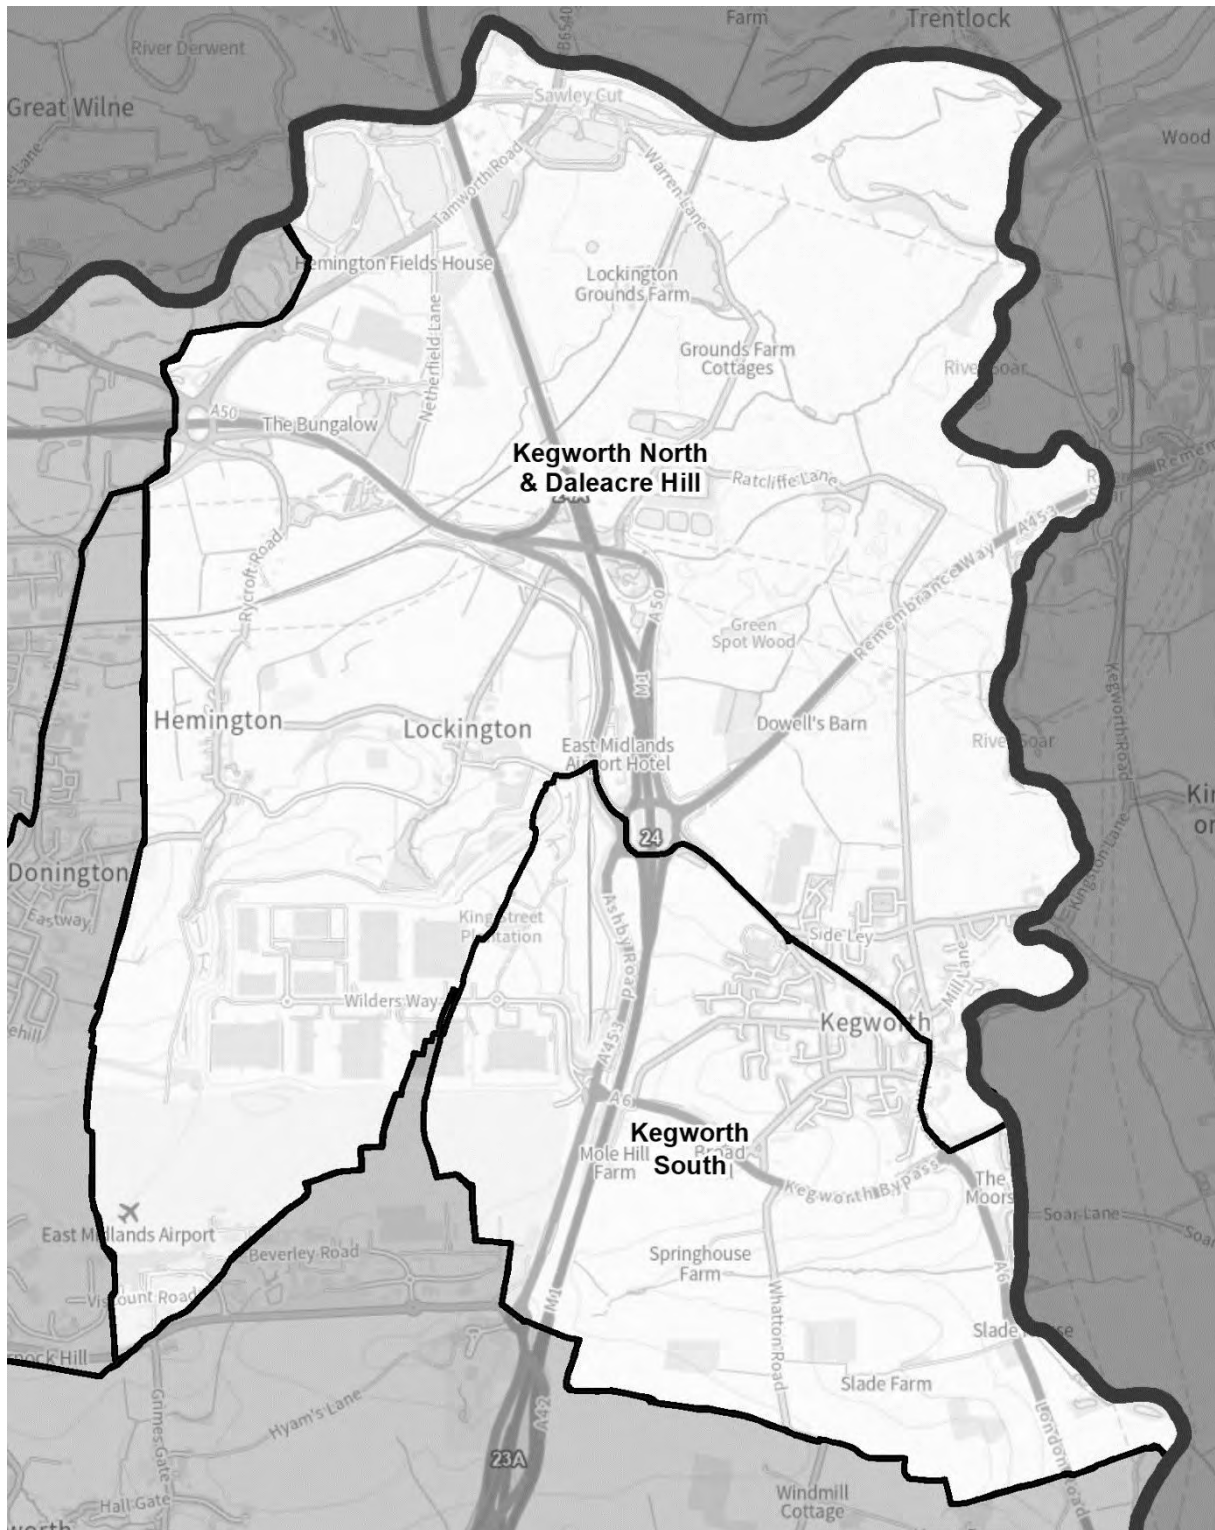 Farm
Trentlock
B6540
River Derwent
Great Wilne
Sawley Cut
Wood
Lane
Tamworth Road
Warren Lane
Hemington Fields House
Lockington
Grounds Farm
Netherfield Lane
Grounds Farm
Cottages
River Soar
A50
The Bungalow
Kegworth North
& Daleacre Hill
Ratcliffe Lane
A453
Remembrance Way
Rycroft Road
A50
Green
Spot Wood
M1
Kegworth Road
Hemington
Lockington
Dowell's Barn
East Midlands
Airport Hotel
River Soar
24
Donington
Kingston Lane
Eastway
King Street
Plantation
Ashby Road
Side Ley
Mill Lane
Wilders Way
Kegworth
A453
A6
Kegworth
South
Mole Hill
Farm
Broad
Kegworth Bypass
The
Moors
Soar Lane
East Midlands Airport
Beverley Road
Springhouse
Farm
A6
Viscount Road
M1
Whatton Road
Slade House
Slade Farm
Hyam's Lane
Grimes Gate
A42
London Road
23A
Hall Gate
Windmill
Cottage